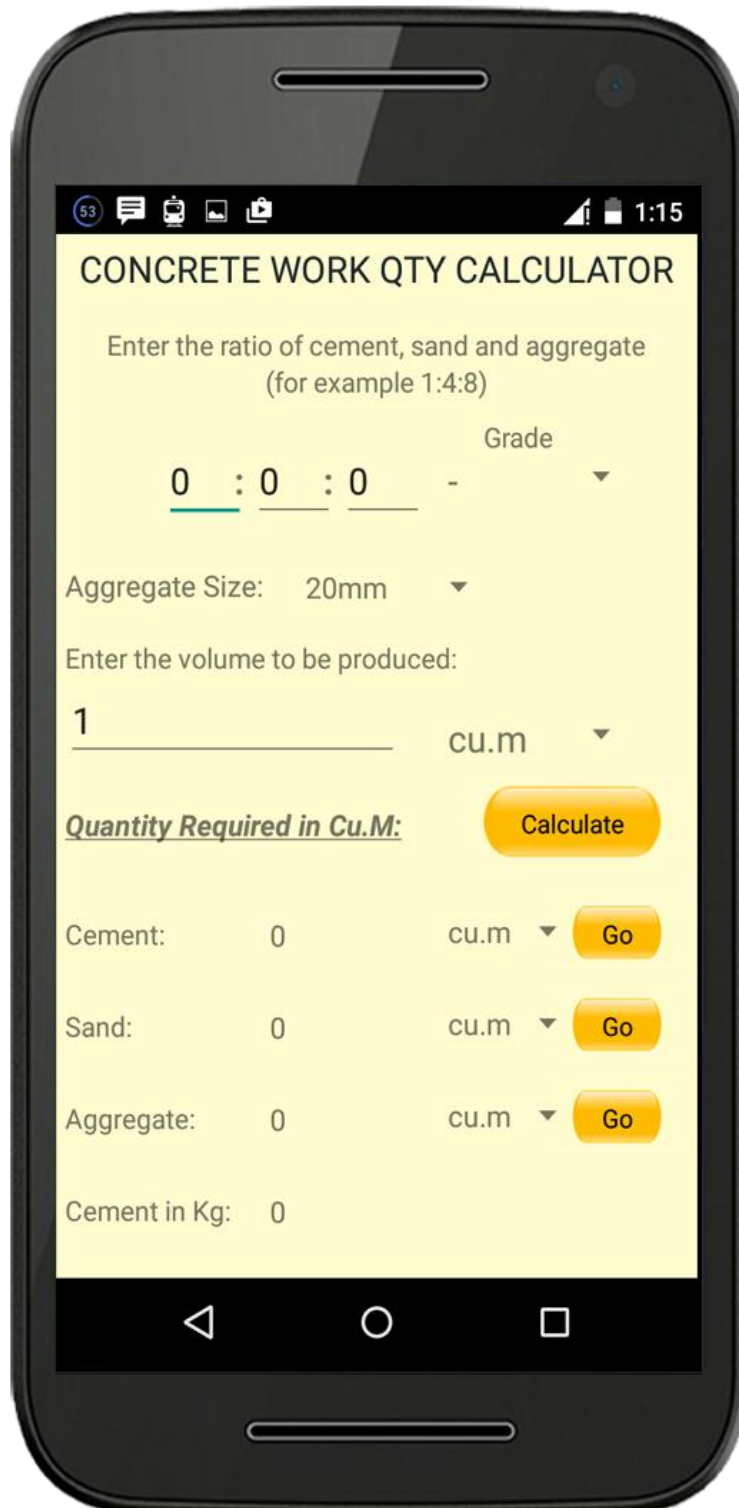 53
1:15
CONCRETE WORK QTY CALCULATOR
Enter the ratio of cement, sand and aggregate
(for example 1:4:8)
Grade
0 : 0 : 0 -
Aggregate Size: 20mm
Enter the volume to be produced:
1 cu.m
Quantity Required in Cu.M: Calculate
Cement: 0 cu.m Go
Sand: 0 cu.m Go
Aggregate: 0 cu.m Go
Cement in Kg: 0